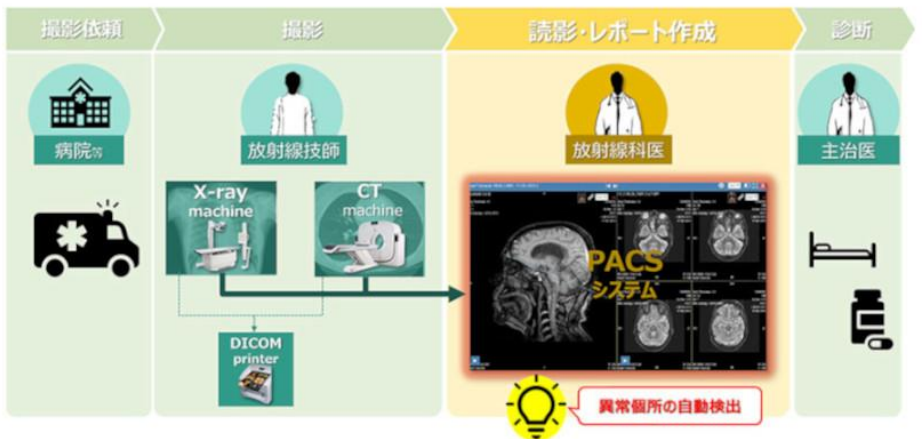 撮影依頼
撮影
読影・レポート作成
診断
病院等
放射線技師
放射線科医
主治医
X-ray
machine
CT
machine
PACS
システム
DICOM
printer
異常個所の自動検出